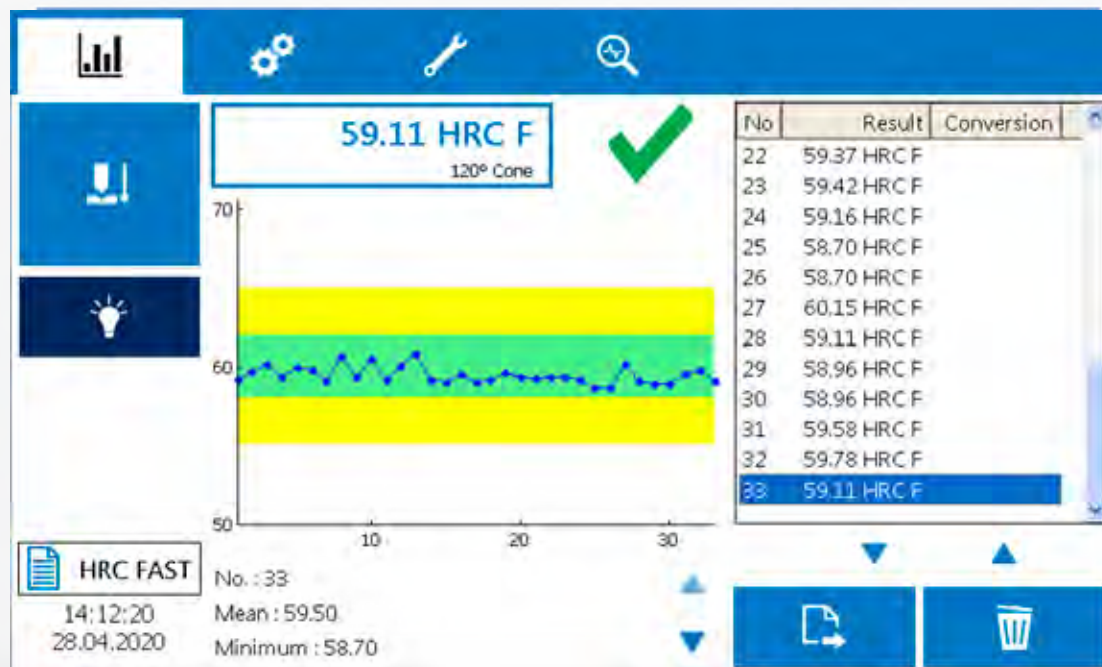 59.11 HRC F
120º Cone
70
60
50
10 20 30
No Result Conversion
22 59.37 HRC F
23 59.42 HRC F
24 59.16 HRC F
25 58.70 HRC F
26 58.70 HRC F
27 60.15 HRC F
28 59.11 HRC F
29 58.96 HRC F
30 58.96 HRC F
31 59.58 HRC F
32 59.78 HRC F
33 59.11 HRC F
HRC FAST
14:12:20
28.04.2020
No. : 33
Mean : 59.50
Minimum : 58.70